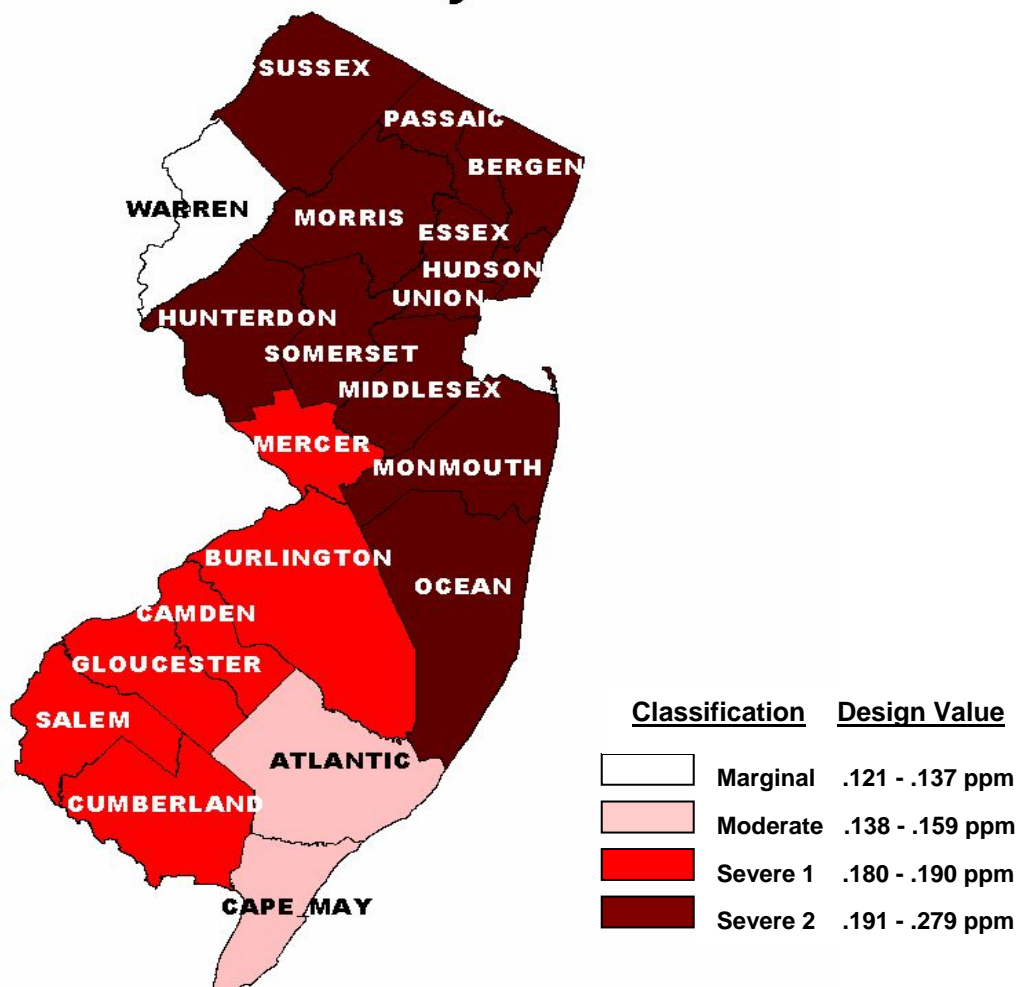 SUSSEX
PASSAIC
BERGEN
WARREN
MORRIS
ESSEX
HUDSON
UNION
HUNTERDON
SOMERSET
MIDDLESEX
MERCER
MONMOUTH
BURLINGTON
OCEAN
CAMDEN
GLOUCESTER
SALEM
ATLANTIC
CUMBERLAND
CAPE MAY
Classification Design Value
Marginal .121 - .137 ppm
Moderate .138 - .159 ppm
Severe 1 .180 - .190 ppm
Severe 2 .191 - .279 ppm